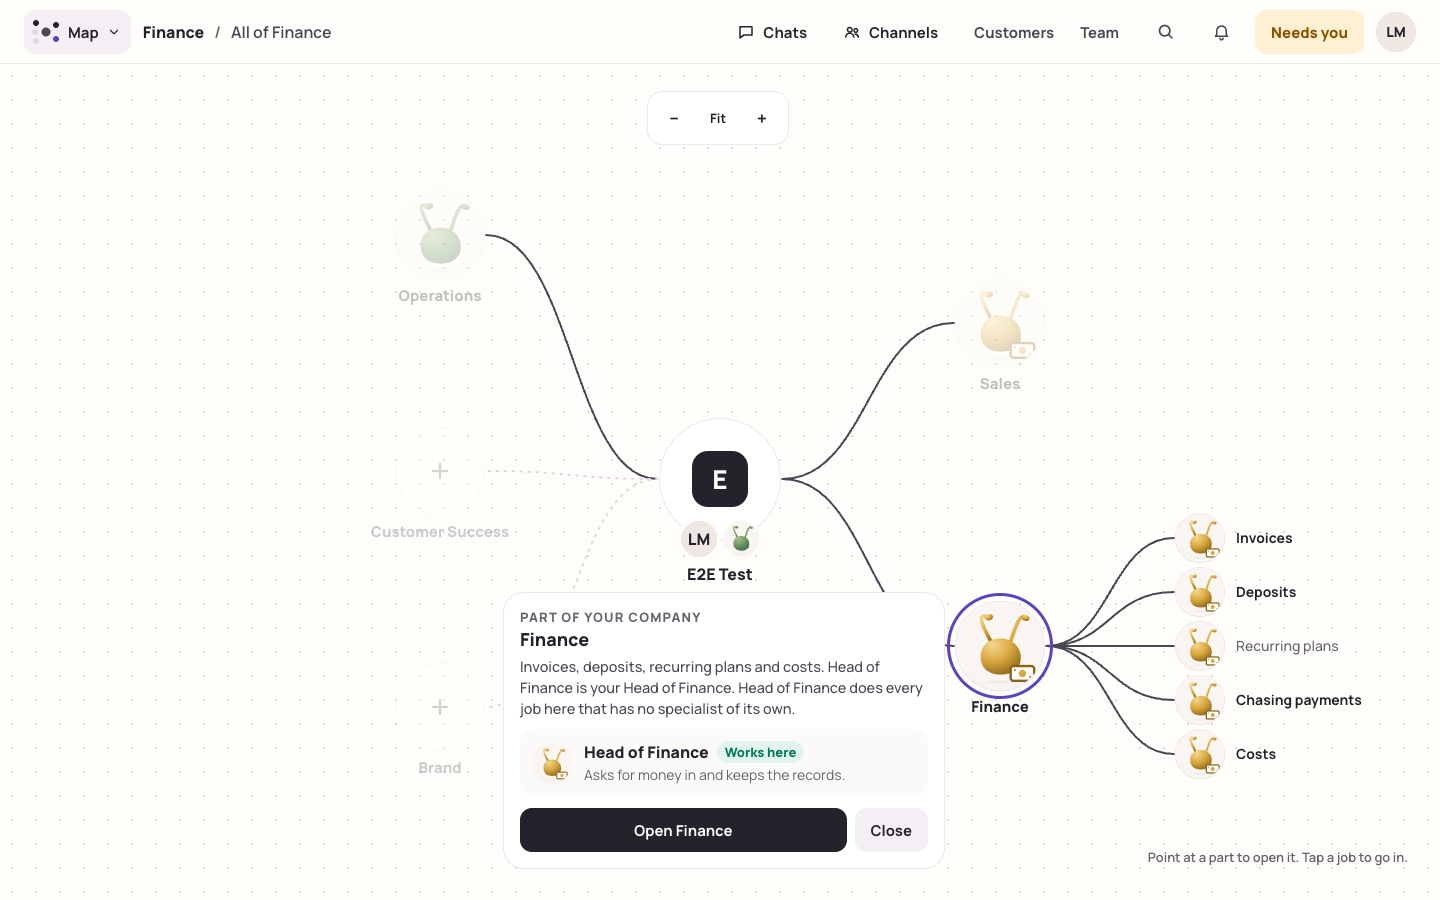 Map
Finance / All of Finance
Chats
Channels
Customers
Team
Needs you
LM
− Fit +
Operations
Sales
E
Customer Success
LM
E2E Test
Invoices
Deposits
Recurring plans
Chasing payments
Costs
Finance
Brand
PART OF YOUR COMPANY
Finance
Invoices, deposits, recurring plans and costs. Head of
Finance is your Head of Finance. Head of Finance does every
job here that has no specialist of its own.
Head of Finance Works here
Asks for money in and keeps the records.
Open Finance
Close
Point at a part to open it. Tap a job to go in.